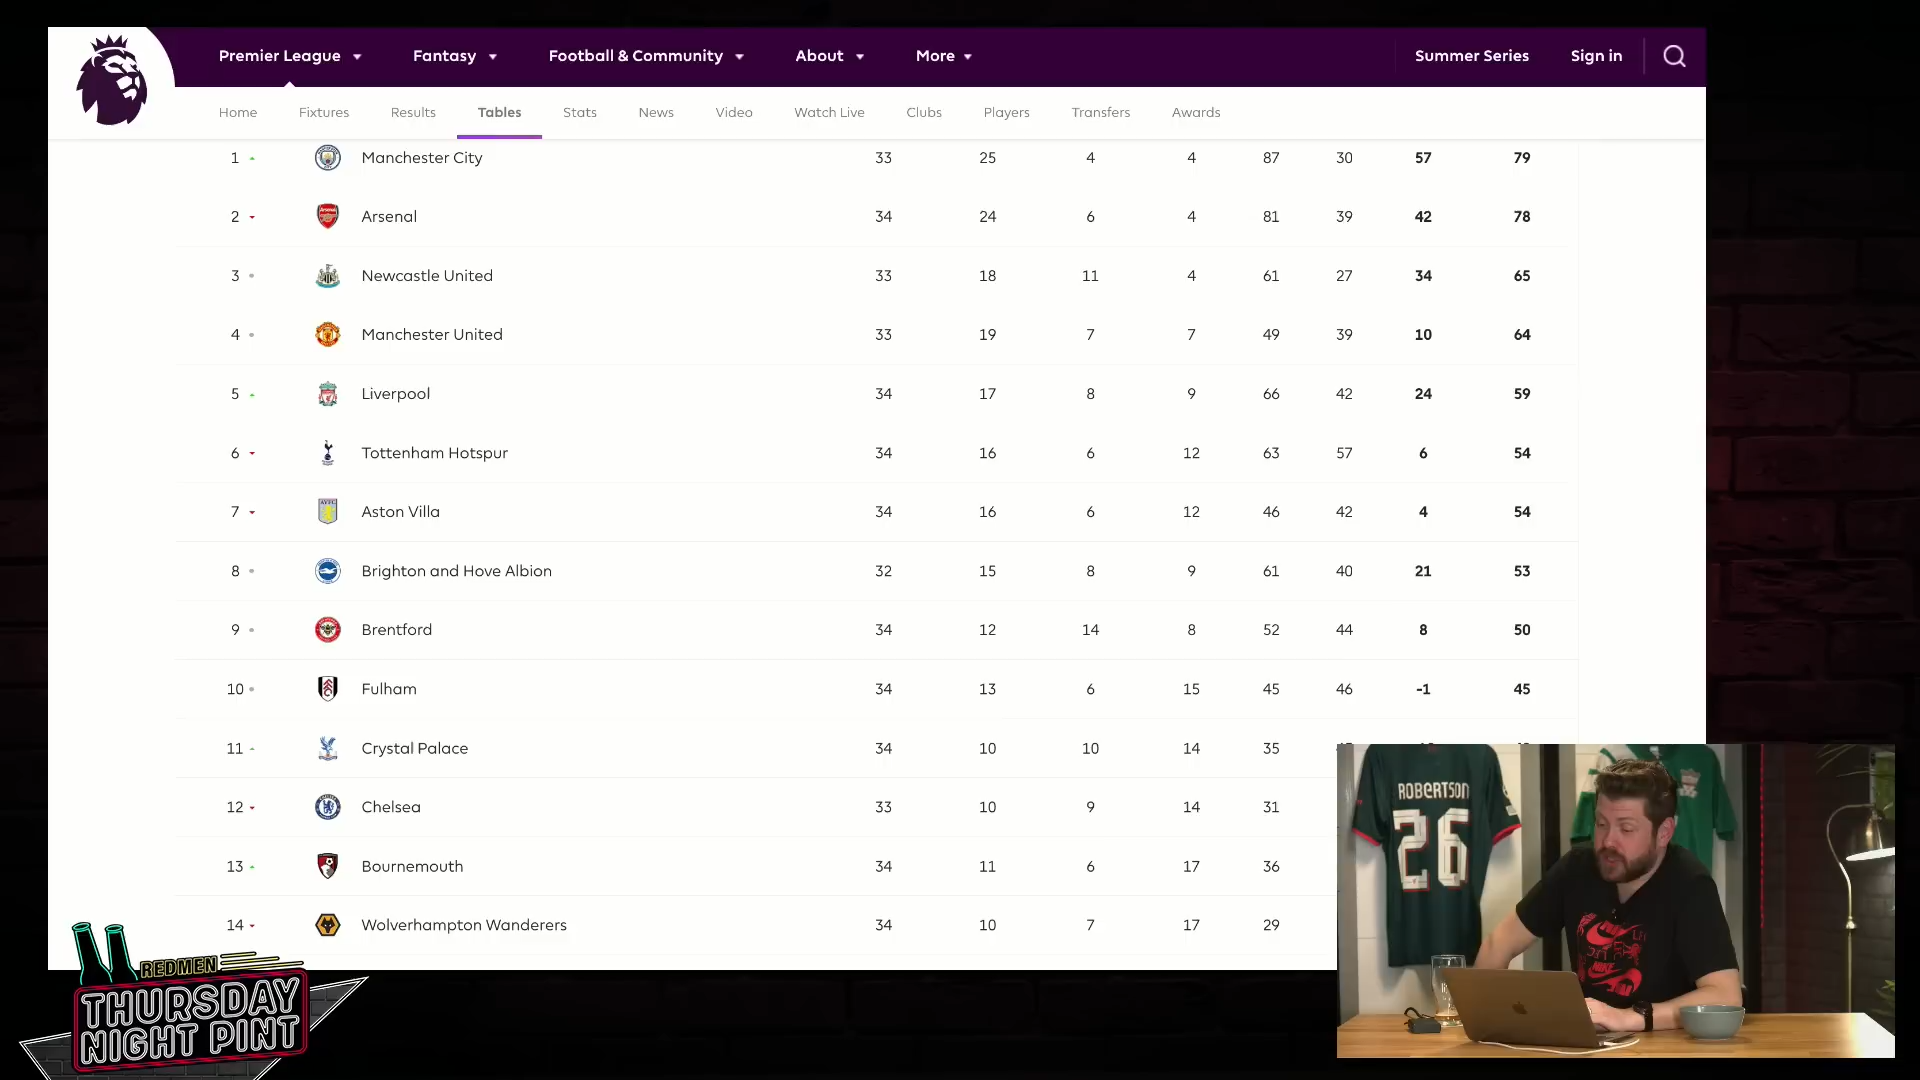 Premier League Fantasy Football & Community About More Summer Series Sign in
Home Fixtures Results Tables Stats News Video Watch Live Clubs Players Transfers Awards
1 Manchester City 33 25 4 4 87 30 57 79
2 Arsenal 34 24 6 4 81 39 42 78
3 Newcastle United 33 18 11 4 61 27 34 65
4 Manchester United 33 19 7 7 49 39 10 64
5 Liverpool 34 17 8 9 66 42 24 59
6 Tottenham Hotspur 34 16 6 12 63 57 6 54
7 Aston Villa 34 16 6 12 46 42 4 54
8 Brighton and Hove Albion 32 15 8 9 61 40 21 53
9 Brentford 34 12 14 8 52 44 8 50
10 Fulham 34 13 6 15 45 46 -1 45
11 Crystal Palace 34 10 10 14 35
12 Chelsea 33 10 9 14 31
13 Bournemouth 34 11 6 17 36
14 Wolverhampton Wanderers 34 10 7 17 29
ROBERTSON
26
REDMEN
THURSDAY
NIGHT PINT